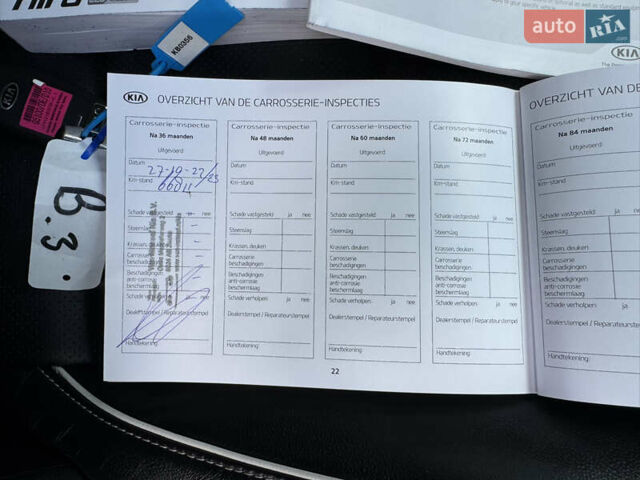 KB0356
auto RIA
.com
KIA
OVERZICHT VAN DE CARROSSERIE-INSPECTIES
Carrosserie-inspectie
Na 36 maanden
Uitgevoerd:
Datum
Km-stand
Schade vastgesteld: ja nee
Steenslag
Krassen, deuken
Carrosserie beschadigingen
Beschadigingen
anti-corrosie
beschermlaag
Schade verholpen: ja nee
Dealerstempel / Reparateurstempel
Handtekening:
Carrosserie-inspectie
Na 48 maanden
Uitgevoerd:
Datum
Km-stand
Schade vastgesteld: ja nee
Steenslag
Krassen, deuken
Carrosserie
beschadigingen
Beschadigingen
anti-corrosie
beschermlaag
Schade verholpen: ja nee
Dealerstempel / Reparateurstempel
Handtekening:
Carrosserie-inspectie
Na 60 maanden
Uitgevoerd:
Datum
Km-stand
Schade vastgesteld: ja nee
Steenslag
Krassen, deuken
Carrosserie
beschadigingen
Beschadigingen
anti-corrosie
beschermlaag
Schade verholpen: ja nee
Dealerstempel / Reparateurstempel
Handtekening:
Carrosserie-inspectie
Na 72 maanden
Uitgevoerd:
Datum
Km-stand
Schade vastgesteld: ja nee
Steenslag
Krassen, deuken
Carrosserie
beschadigingen
Beschadigingen
anti-corrosie
beschermlaag
Schade verholpen: ja nee
Dealerstempel / Reparateurstempel
Handtekening:
22
OVERZICHT VAN DE
Carrosserie-inspectie
Na 84 maanden
Uitgevoerd:
Datum
Km-stand
Schade vastgesteld: ja nee
Steenslag
Krassen, deuken
Carrosserie
beschadigingen
Beschadigingen
anti-corrosie
beschermlaag
Schade verholpen: ja nee
Dealerstempel / Reparateurstempel
Handtekening:
B.3
KIA